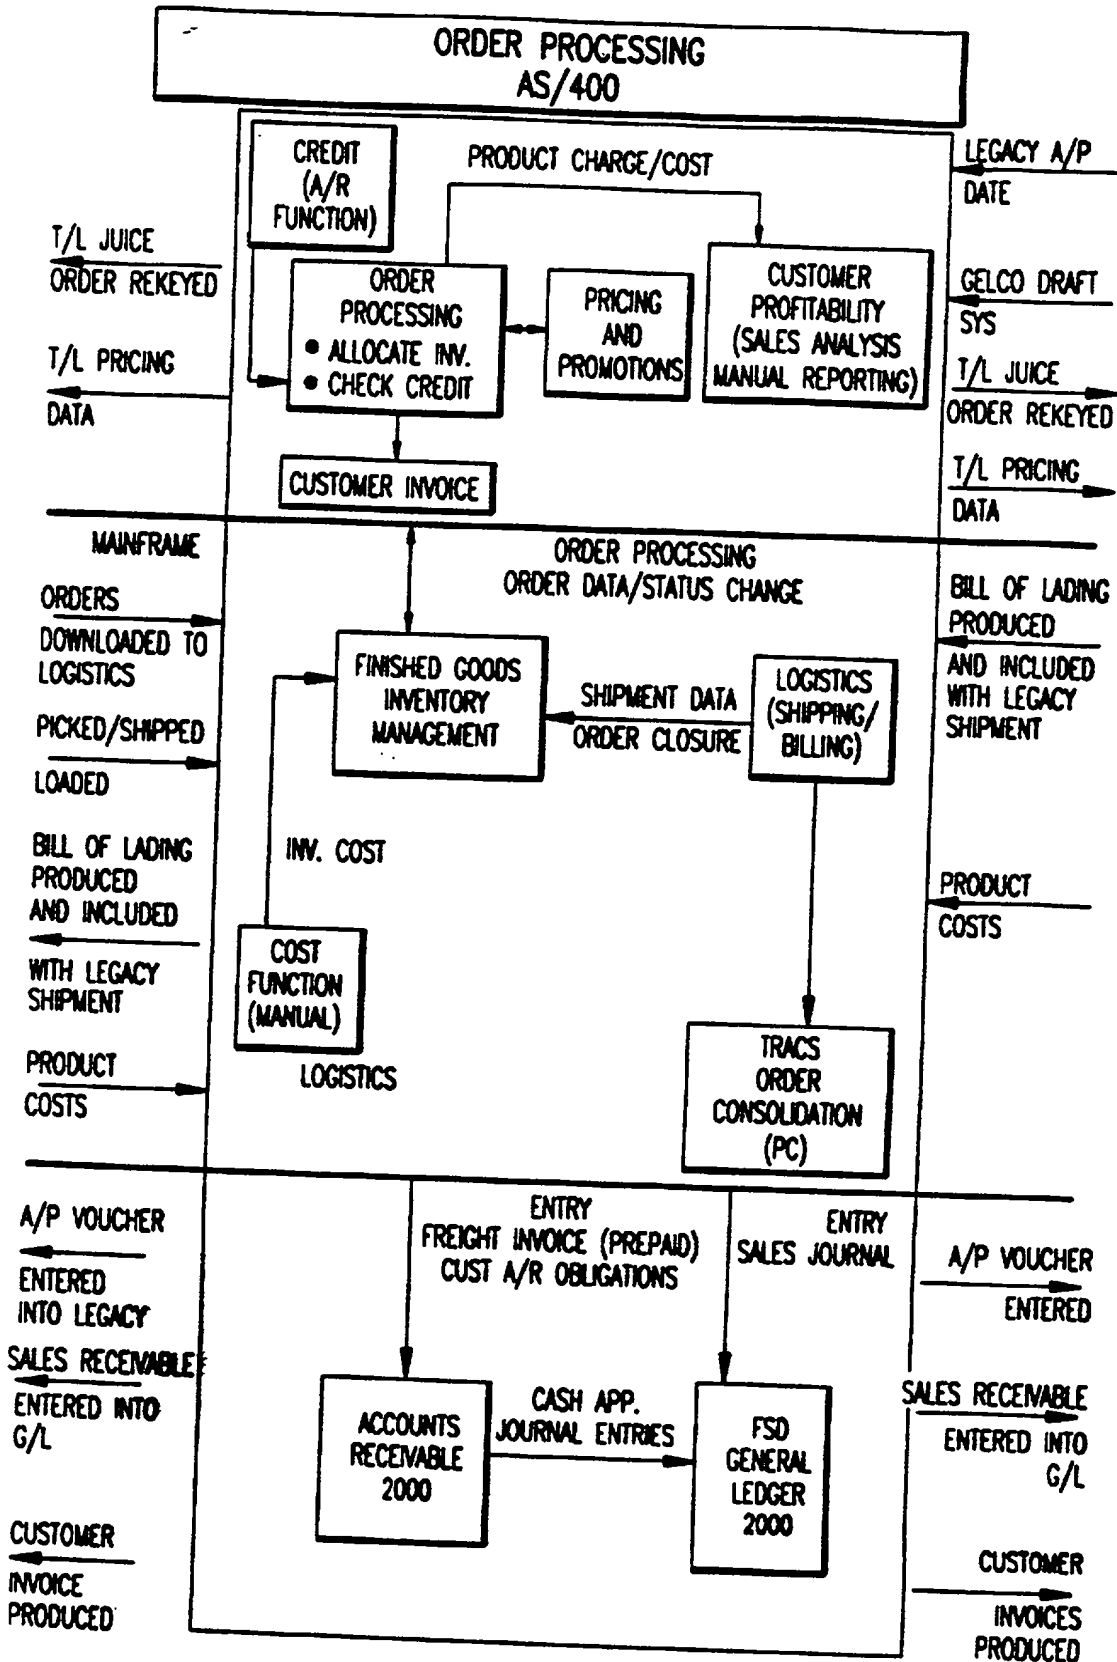 ORDER PROCESSING
AS/400
CREDIT
(A/R
FUNCTION)
PRODUCT CHARGE/COST
LEGACY A/P
DATE
T/L JUICE
ORDER REKEYED
ORDER
PROCESSING
• ALLOCATE INV.
• CHECK CREDIT
PRICING
AND
PROMOTIONS
CUSTOMER
PROFITABILITY
(SALES ANALYSIS
MANUAL REPORTING)
GELCO DRAFT
SYS
T/L PRICING
DATA
T/L JUICE
ORDER REKEYED
CUSTOMER INVOICE
T/L PRICING
DATA
MAINFRAME
ORDER PROCESSING
ORDER DATA/STATUS CHANGE
ORDERS
DOWNLOADED TO
LOGISTICS
BILL OF LADING
PRODUCED
AND INCLUDED
WITH LEGACY
SHIPMENT
FINISHED GOODS
INVENTORY
MANAGEMENT
SHIPMENT DATA
ORDER CLOSURE
LOGISTICS
(SHIPPING/
BILLING)
PICKED/SHIPPED
LOADED
BILL OF LADING
PRODUCED
AND INCLUDED
WITH LEGACY
SHIPMENT
INV. COST
PRODUCT
COSTS
COST
FUNCTION
(MANUAL)
LOGISTICS
PRODUCT
COSTS
TRACS
ORDER
CONSOLIDATION
(PC)
A/P VOUCHER
ENTERED
INTO LEGACY
ENTRY
FREIGHT INVOICE (PREPAID)
CUST A/R OBLIGATIONS
ENTRY
SALES JOURNAL
A/P VOUCHER
ENTERED
SALES RECEIVABLE
ENTERED INTO
G/L
ACCOUNTS
RECEIVABLE
2000
CASH APP.
JOURNAL ENTRIES
FSD
GENERAL
LEDGER
2000
SALES RECEIVABLE
ENTERED INTO
G/L
CUSTOMER
INVOICE
PRODUCED
CUSTOMER
INVOICES
PRODUCED